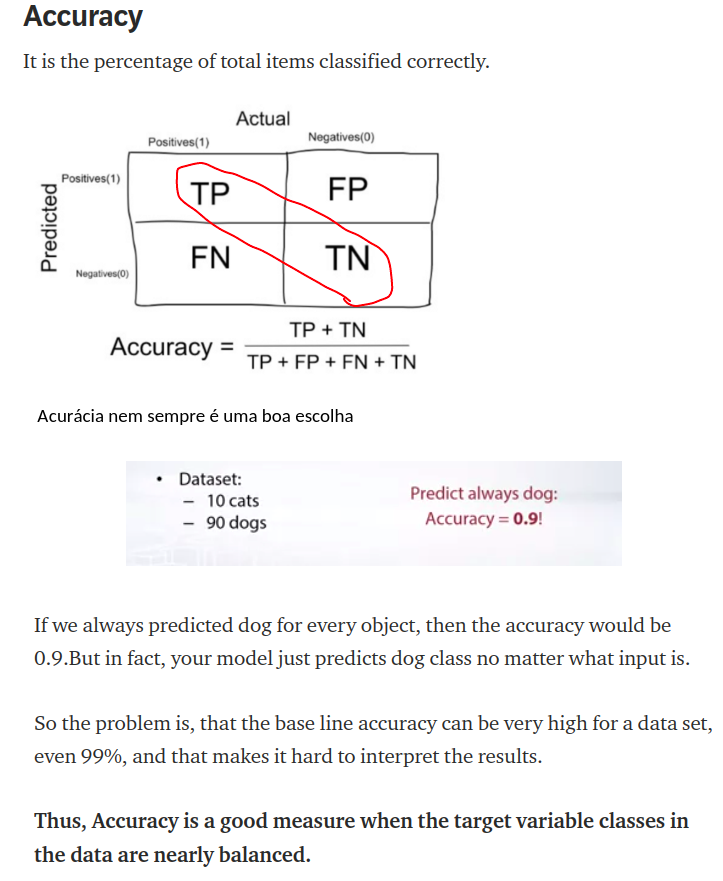 Accuracy
It is the percentage of total items classified correctly.
Actual
Positives(1)
Negatives(0)
Predicted
Positives(1)
TP
FP
Negatives(0)
FN
TN
Accuracy = TP + TN
TP + FP + FN + TN
Acurácia nem sempre é uma boa escolha
• Dataset:
– 10 cats
– 90 dogs
Predict always dog:
Accuracy = 0.9!
If we always predicted dog for every object, then the accuracy would be
0.9.But in fact, your model just predicts dog class no matter what input is.
So the problem is, that the base line accuracy can be very high for a data set,
even 99%, and that makes it hard to interpret the results.
Thus, Accuracy is a good measure when the target variable classes in
the data are nearly balanced.